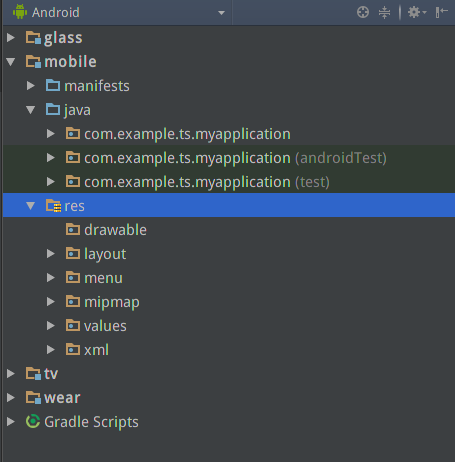 Android
glass
mobile
manifests
java
com.example.ts.myapplication
com.example.ts.myapplication (androidTest)
com.example.ts.myapplication (test)
res
drawable
layout
menu
mipmap
values
xml
tv
wear
Gradle Scripts